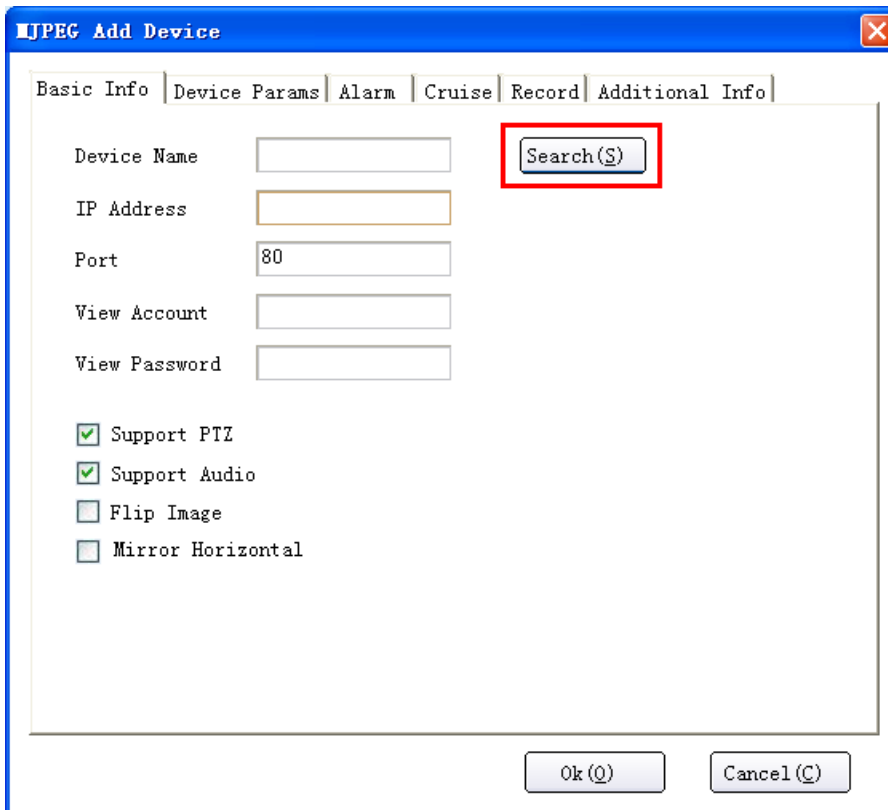 MJPEG Add Device
Basic Info Device Params Alarm Cruise Record Additional Info
Device Name Search(S)
IP Address
Port 80
View Account
View Password
Support PTZ
Support Audio
Flip Image
Mirror Horizontal
Ok(O) Cancel(C)